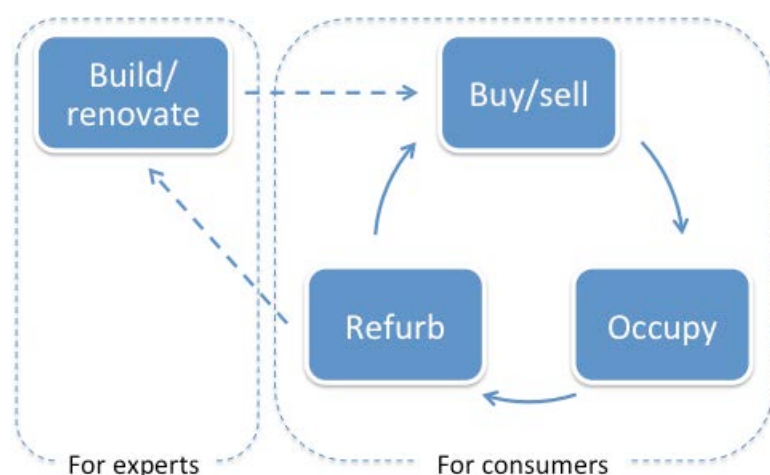 Build/
renovate
Buy/sell
Refurb
Occupy
For experts
For consumers